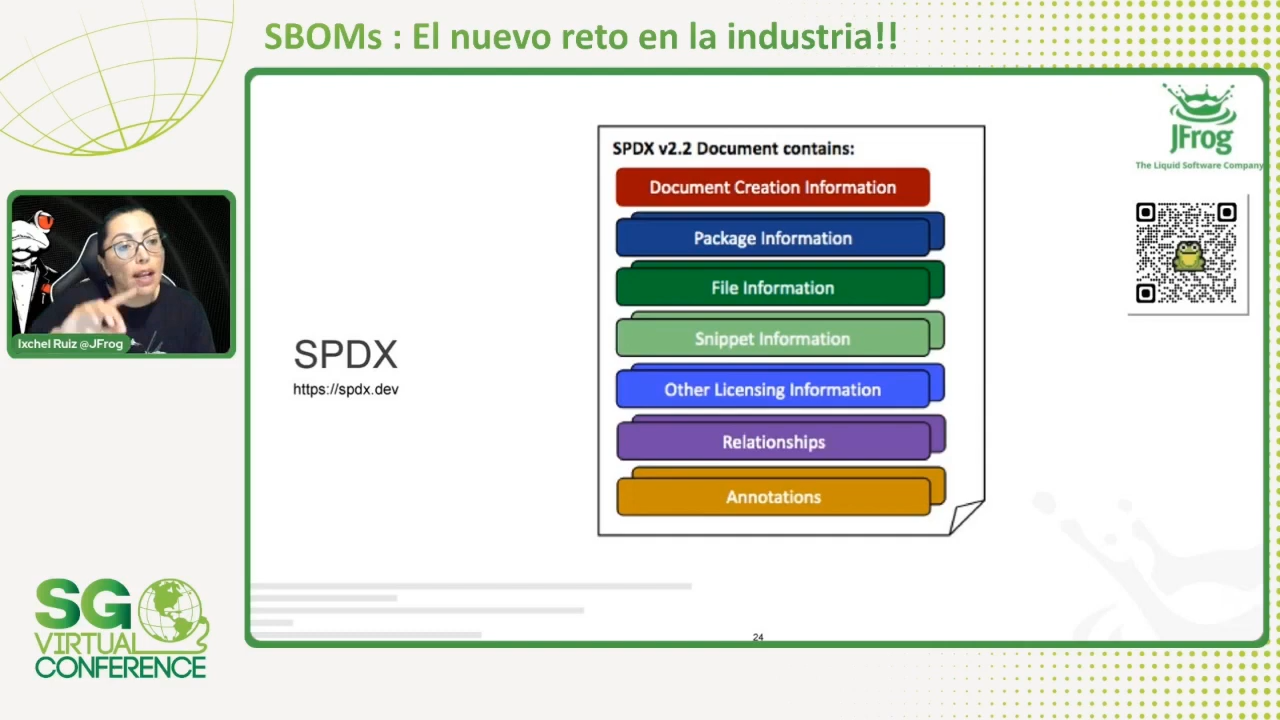 SBOMs : El nuevo reto en la industria!!
JFrog
The Liquid Software Company
SPDX v2.2 Document contains:
Document Creation Information
Package Information
File Information
Snippet Information
Other Licensing Information
Relationships
Annotations
Ixchel Ruiz @JFrog
SPDX
https://spdx.dev
SG
VIRTUAL
CONFERENCE
24